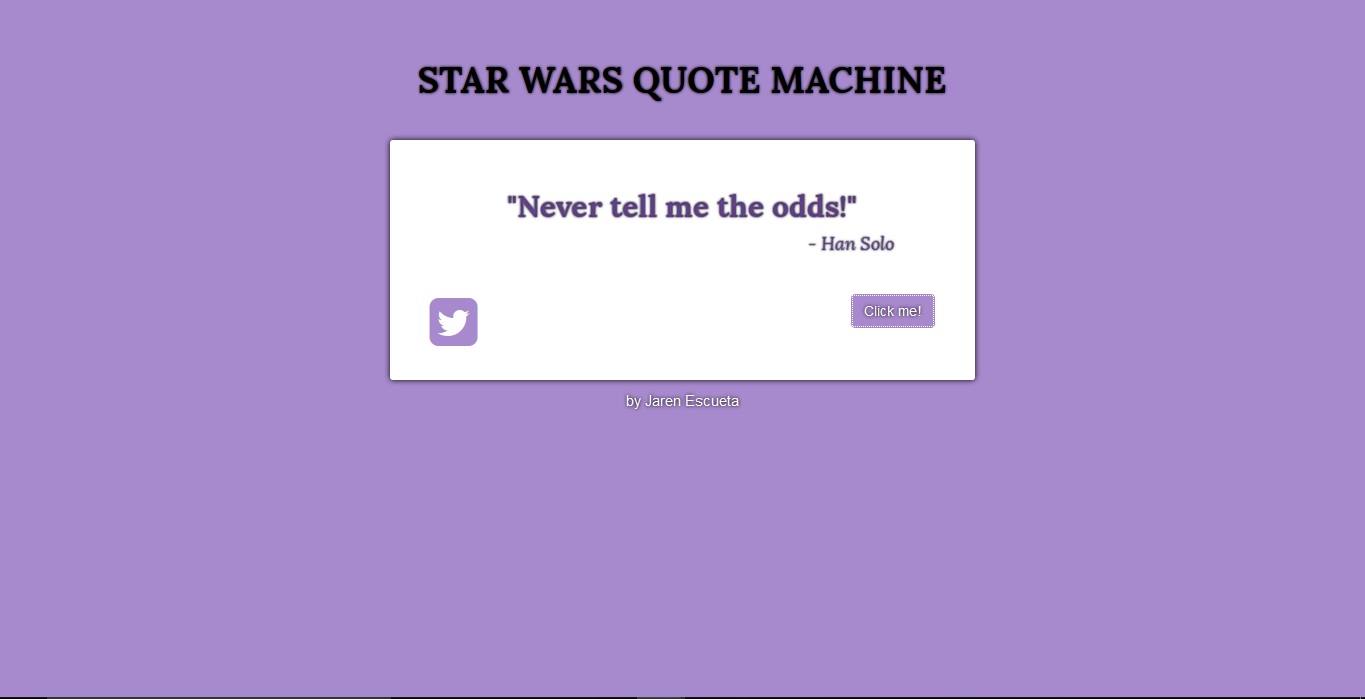 STAR WARS QUOTE MACHINE
"Never tell me the odds!"
- Han Solo
Click me!
by Jaren Escueta